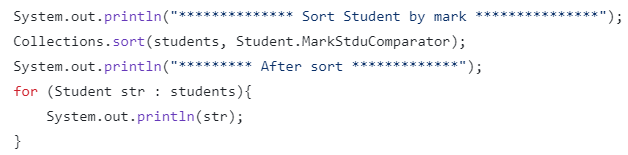 System.out.println("************** Sort Student by mark ***************");
Collections.sort(students, Student.MarkStduComparator);
System.out.println("********* After sort *************");
for (Student str : students){
    System.out.println(str);
}